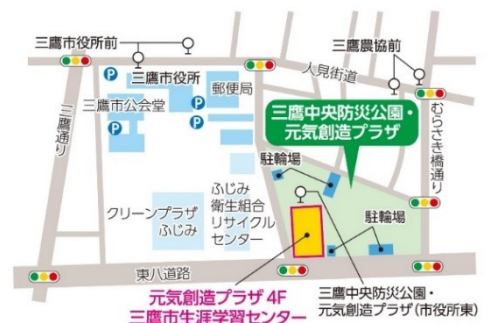 三鷹市役所前
三鷹農協前
三鷹市役所
人見街道
郵便局
P
三鷹市公会堂
P
P
三鷹中央防災公園・
元気創造プラザ
三鷹通り
むらさき橋通り
駐輪場
ふじみ
衛生組合
リサイクル
センター
クリーンプラザ
ふじみ
駐輪場
東八道路
元気創造プラザ 4F
三鷹市生涯学習センター
三鷹中央防災公園・
元気創造プラザ(市役所東)